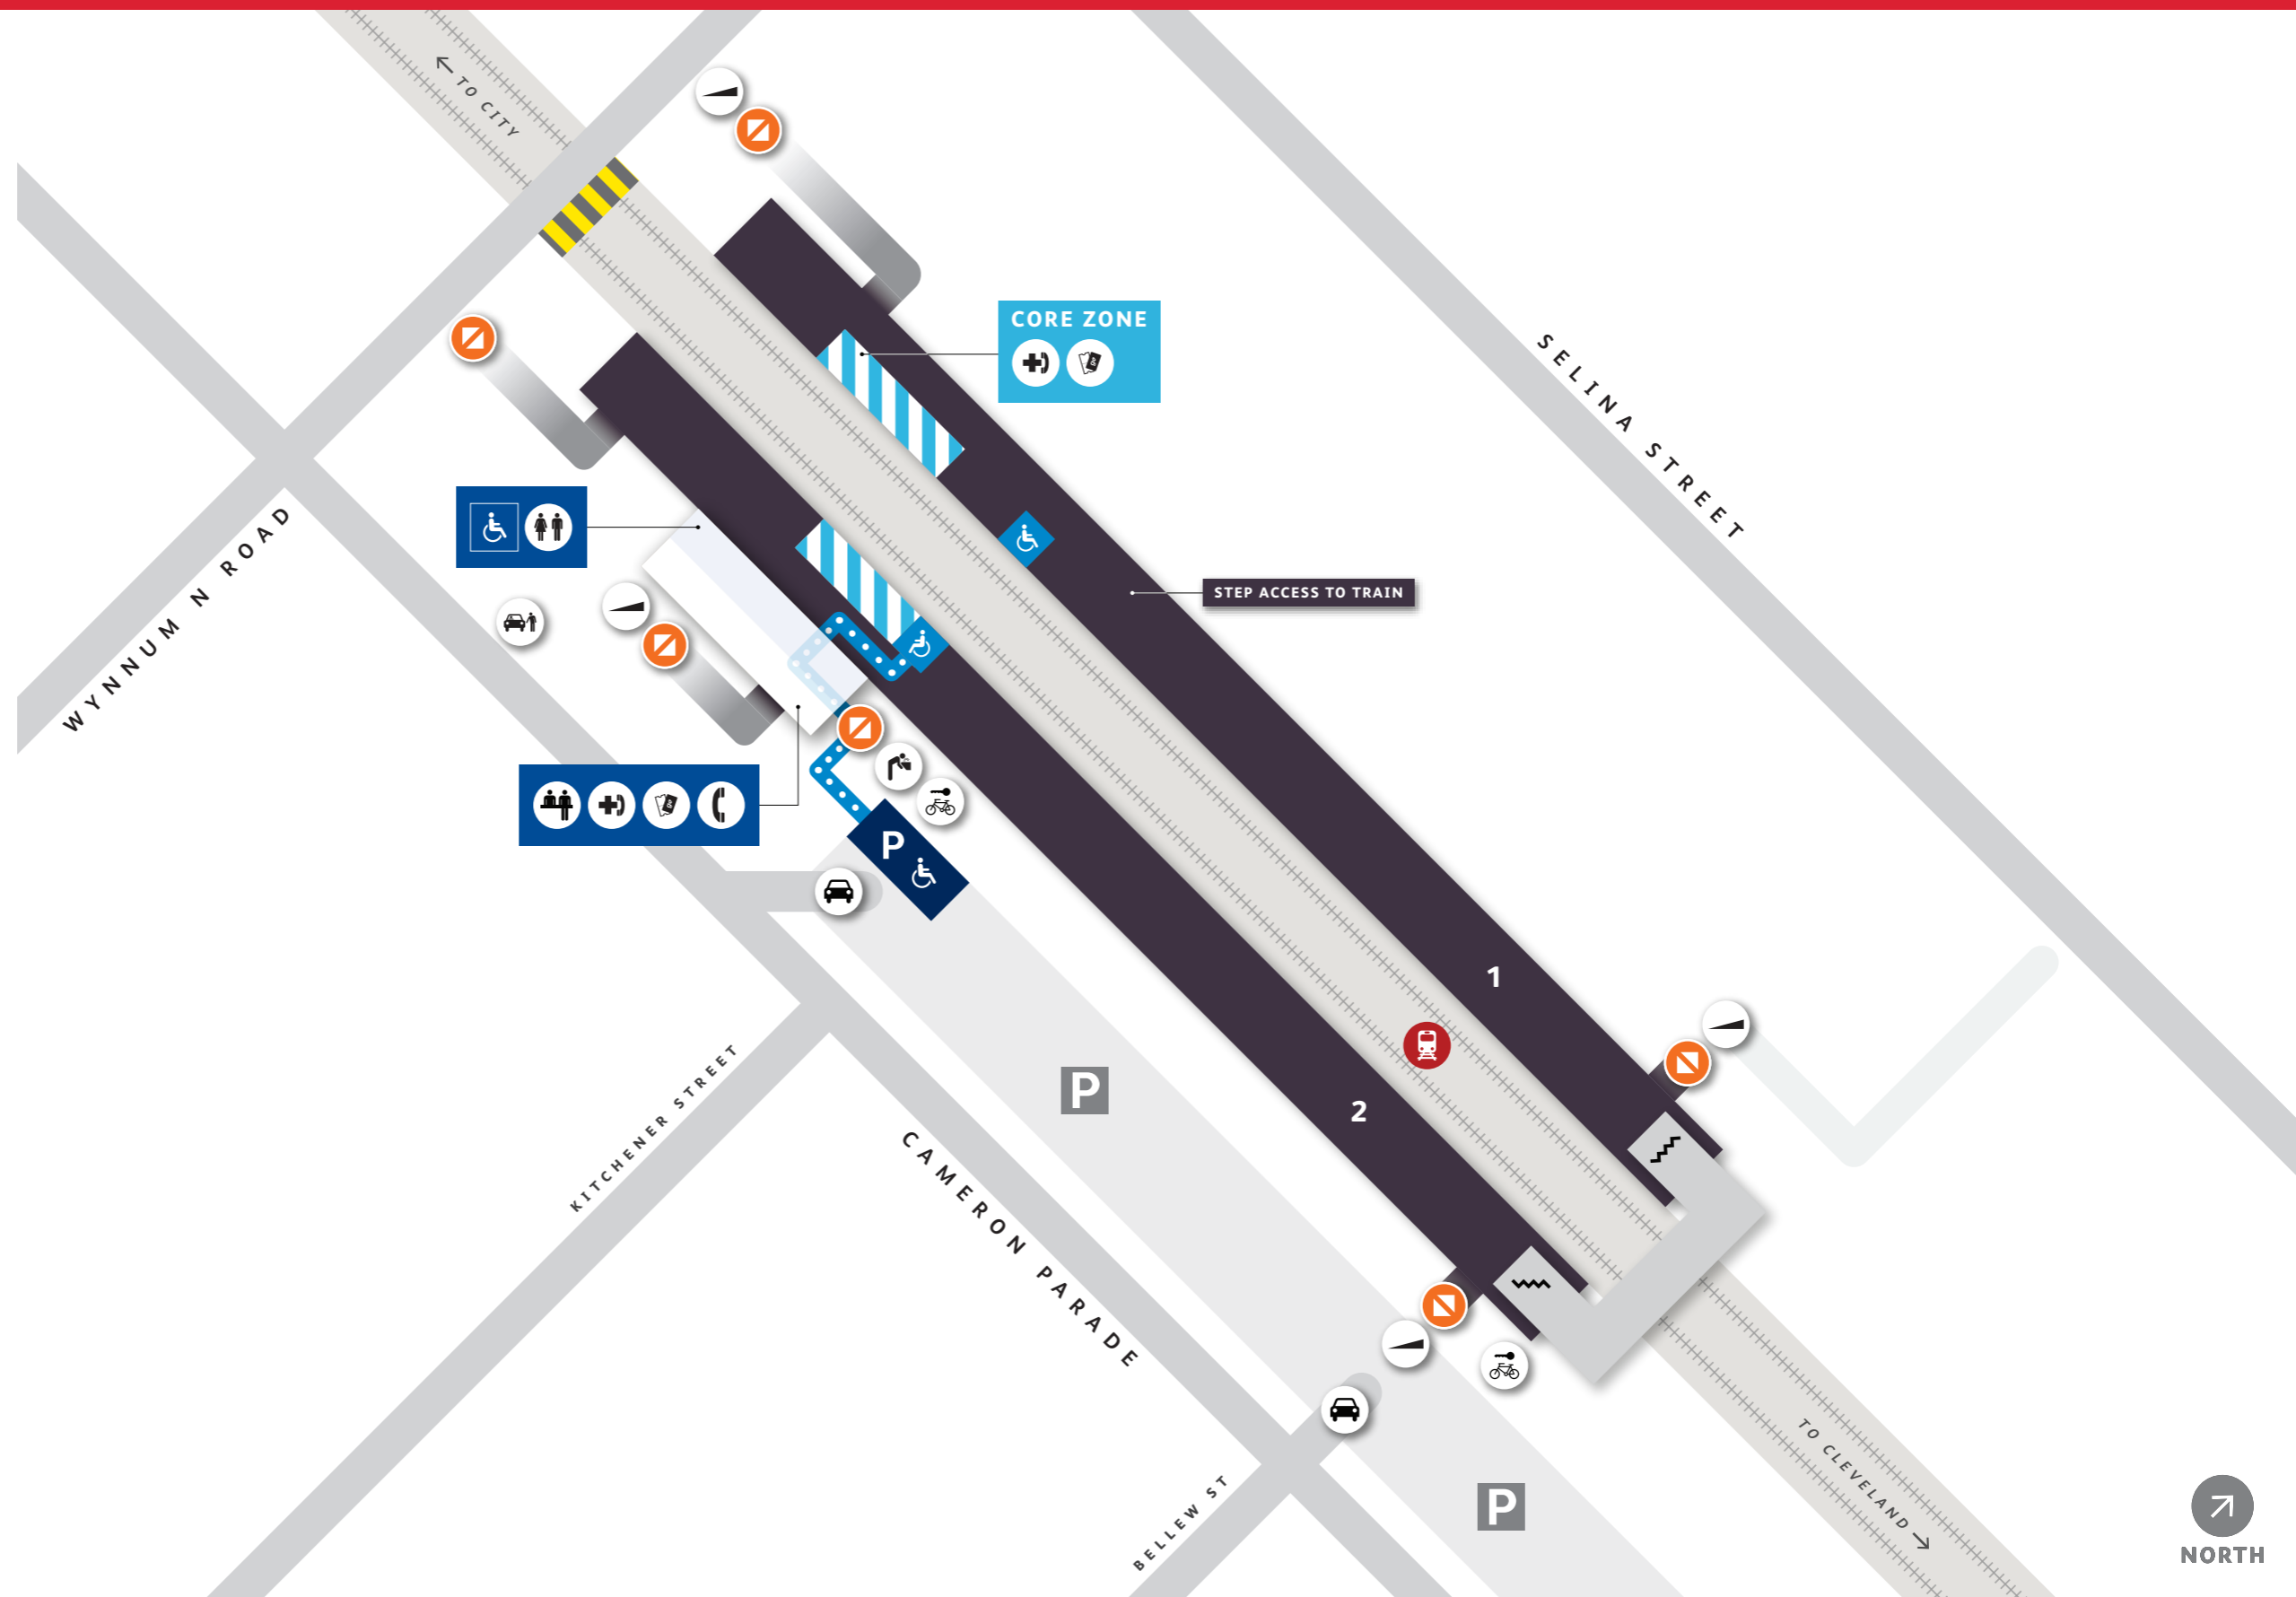 ← TO CITY
CORE ZONE
SELINA STREET
WYNNUM N ROAD
STEP ACCESS TO TRAIN
P
1
2
P
KITCHENER STREET
CAMERON PARADE
BELLEW ST
P
TO CLEVELAND →
NORTH